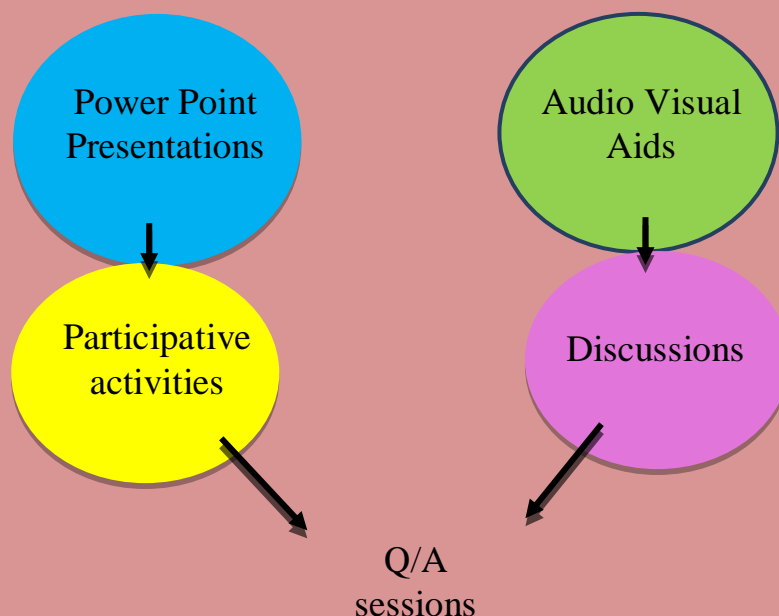 Power Point
Presentations
Audio Visual
Aids
Participative
activities
Discussions
Q/A
sessions